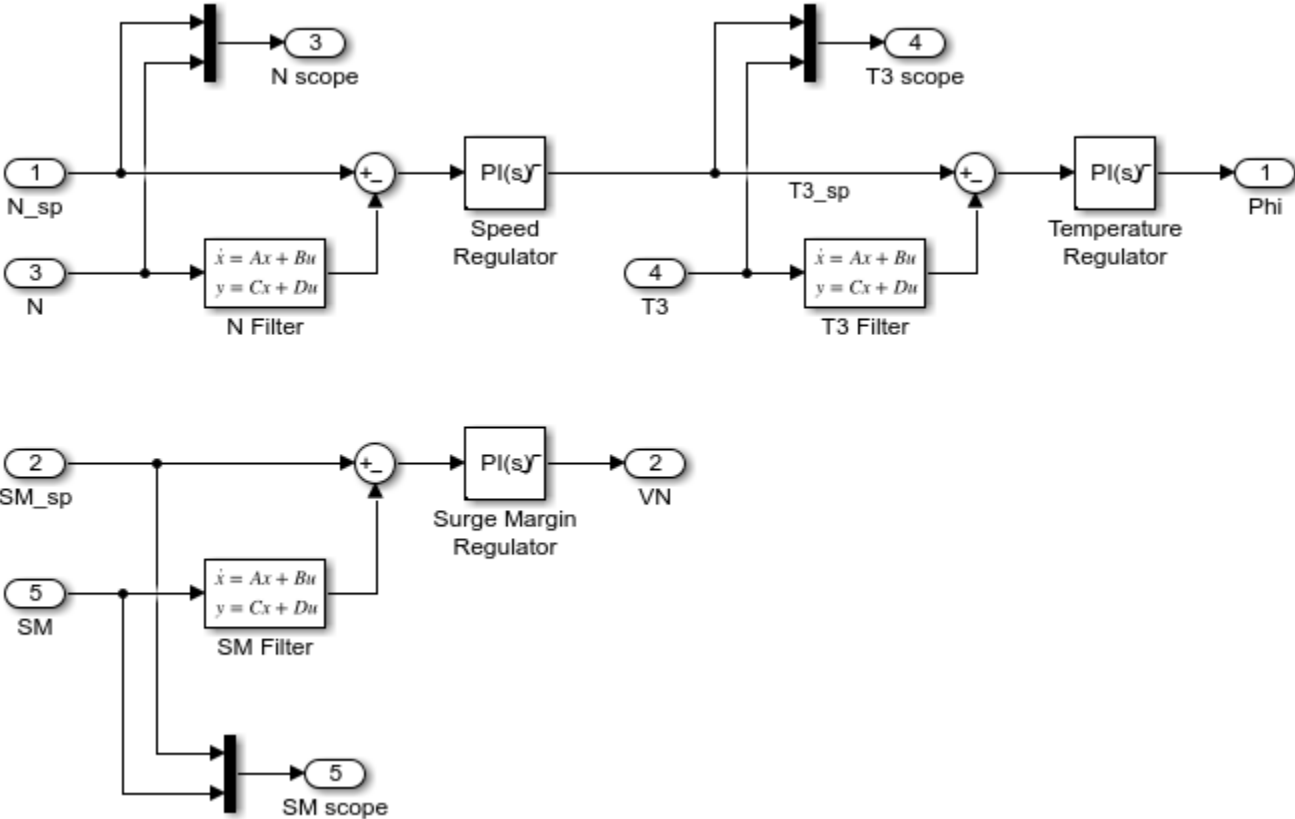 3
N scope
4
T3 scope
1
N_sp
+_
PI(s)
Speed
Regulator
T3_sp
+_
PI(s)
Temperature
Regulator
1
Phi
3
N
ẋ = Ax + Bu
y = Cx + Du
N Filter
4
T3
ẋ = Ax + Bu
y = Cx + Du
T3 Filter
2
SM_sp
+_
PI(s)
Surge Margin
Regulator
2
VN
5
SM
ẋ = Ax + Bu
y = Cx + Du
SM Filter
5
SM scope